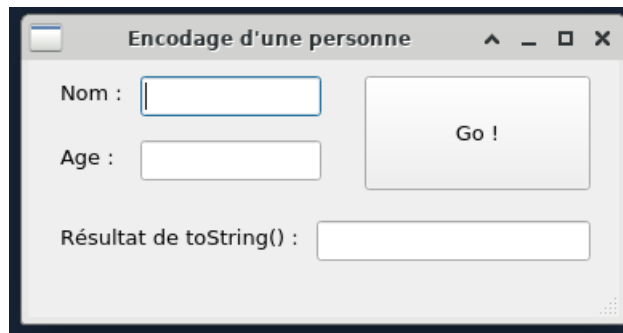 Encodage d'une personne
Nom :
Go !
Age :
Résultat de toString() :